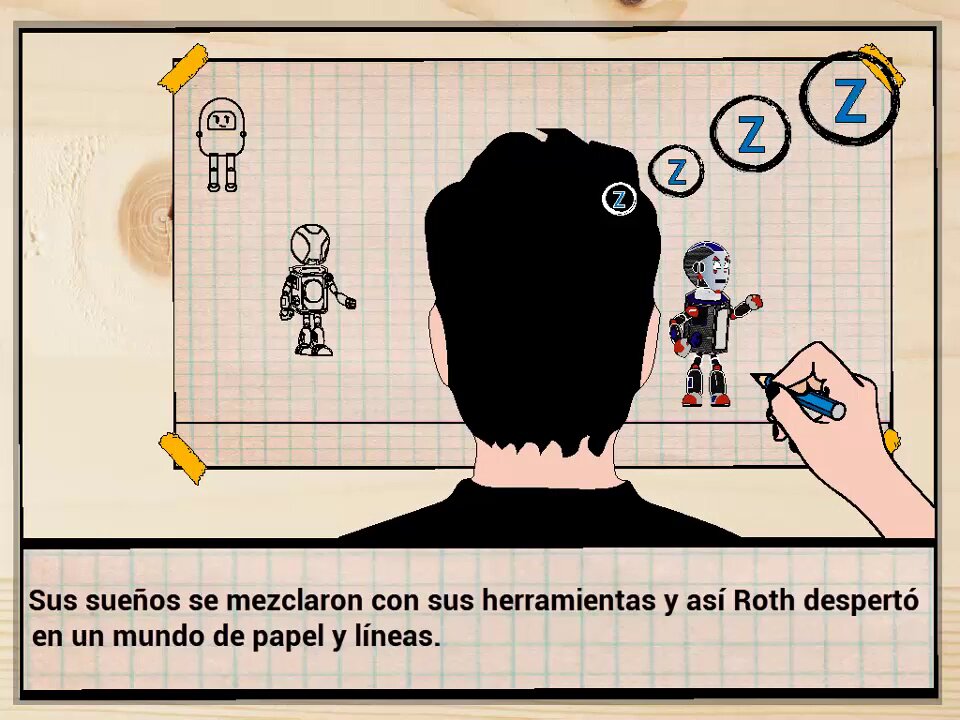 Z
Z
Z
Z
Sus sueños se mezclaron con sus herramientas y así Roth despertó
en un mundo de papel y líneas.